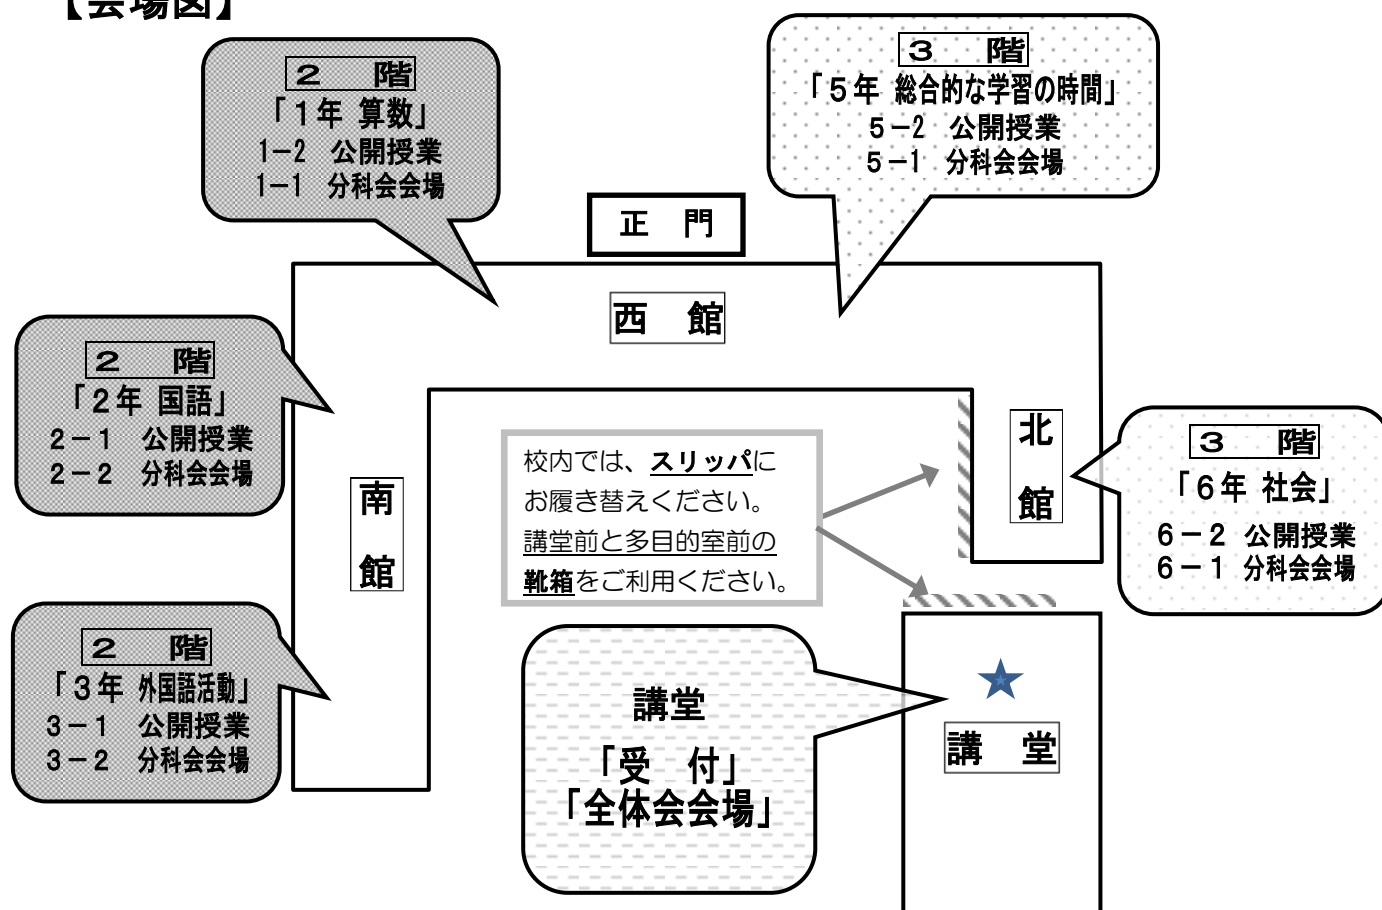 【会場図】
２　階
「１年 算数」
1－2　公開授業
1－1　分科会会場
３　階
「５年 総合的な学習の時間」
５－2　公開授業
５－1　分科会会場
正　門
西　館
２　階
「２年 国語」
２－１　公開授業
２－２　分科会会場
南館
校内では、スリッパに
お履き替えください。
講堂前と多目的室前の
靴箱をご利用ください。
北館
３　階
「６年 社会」
６－２　公開授業
６－１　分科会会場
２　階
「３年 外国語活動」
３－１　公開授業
３－２　分科会会場
講堂
「受　付」
「全体会会場」
講　堂